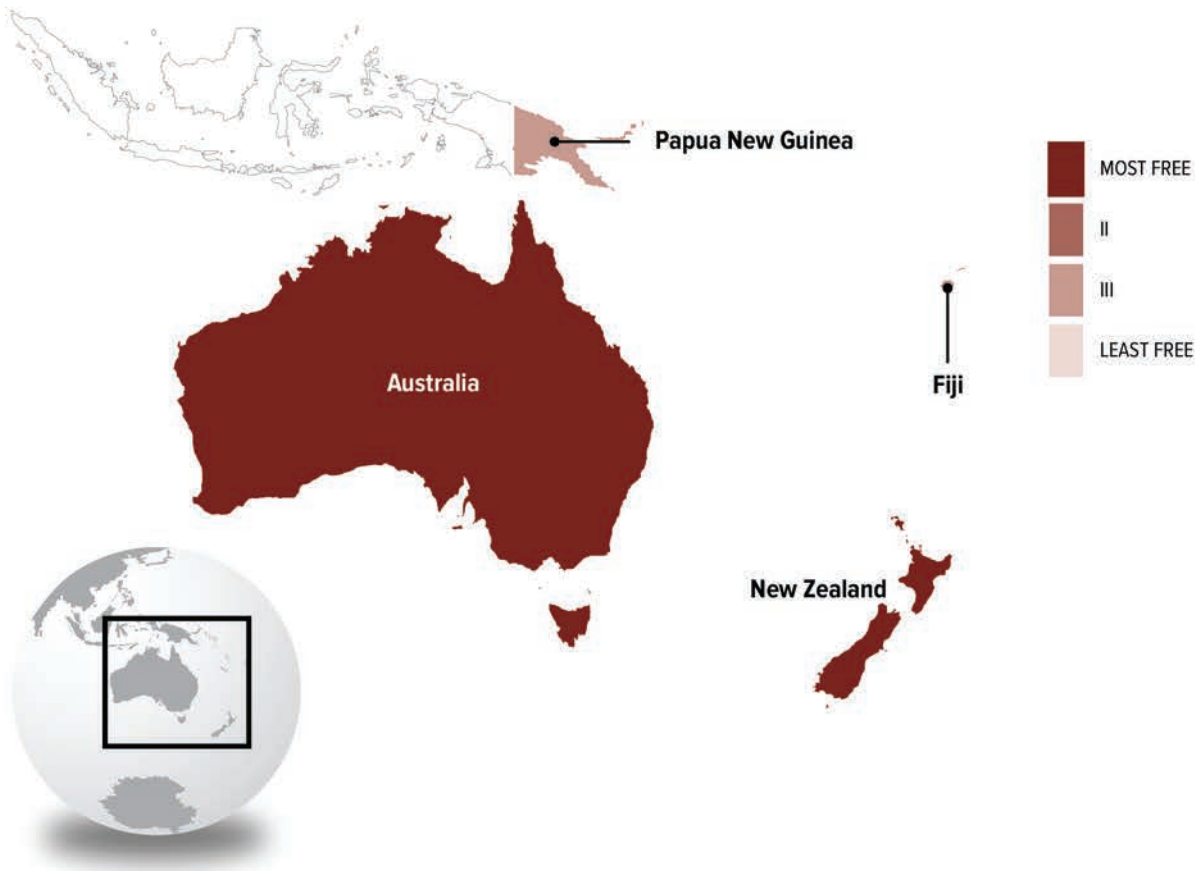 Papua New Guinea
MOST FREE
II
III
LEAST FREE
Australia
Fiji
New Zealand